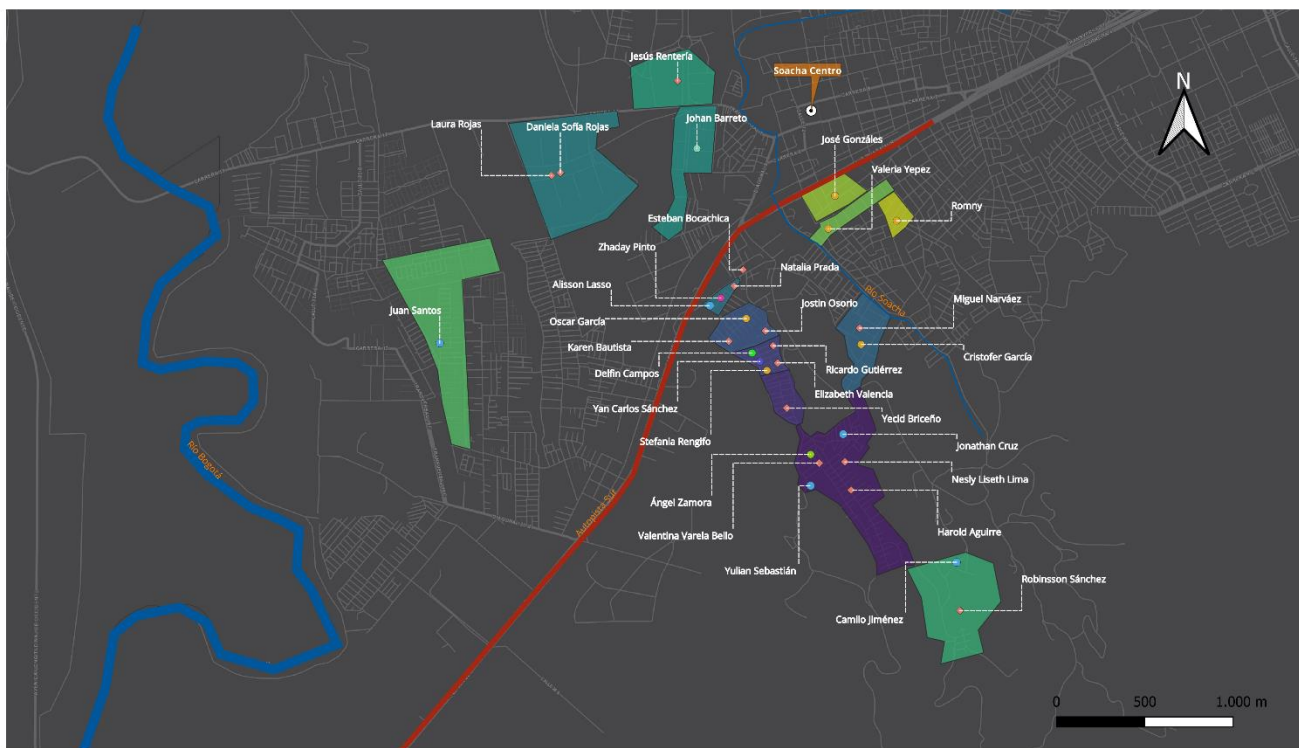 Jesús Rentería
Soacha Centro
N
Laura Rojas
Daniela Sofía Rojas
Johan Barreto
José Gonzáles
Valeria Yepez
Romny
Esteban Bocachica
Zhaday Pinto
Natalia Prada
Alisson Lasso
Jostin Osorio
Río Soacha
Miguel Narváez
Juan Santos
Oscar García
Karen Bautista
Cristofer García
Delfin Campos
Ricardo Gutiérrez
Elizabeth Valencia
Yan Carlos Sánchez
Yecid Briceño
Stefania Rengifo
Jonathan Cruz
Río Bogotá
Nesly Liseth Lima
Ángel Zamora
Autopista Sur
Valentina Varela Bello
Harold Aguirre
Yulian Sebastián
Robinsson Sánchez
Camilo Jiménez
0 500 1.000 m